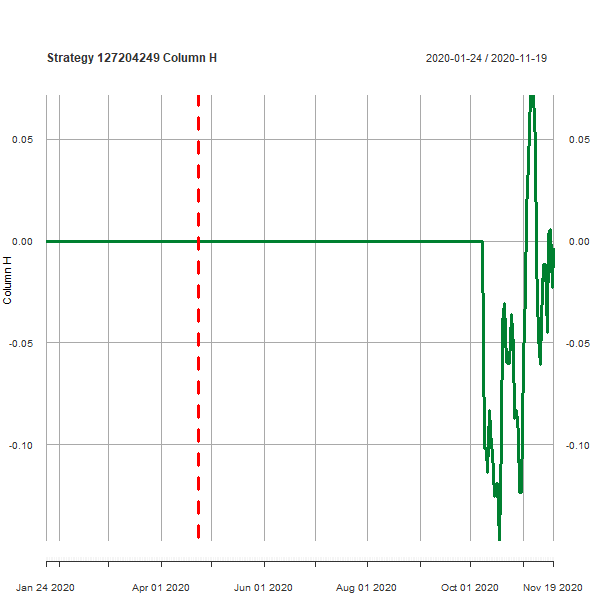 Strategy 127204249 Column H
2020-01-24 / 2020-11-19
0.05
0.05
0.00
0.00
Column H
-0.05
-0.05
-0.10
-0.10
Jan 24 2020
Apr 01 2020
Jun 01 2020
Aug 01 2020
Oct 01 2020
Nov 19 2020